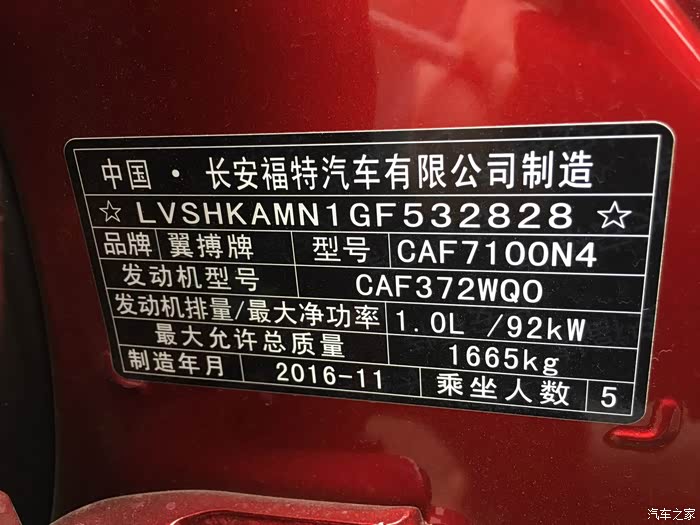 中国·长安福特汽车有限公司制造
☆LVSHKAMN1GF532828☆
品牌 翼搏牌 型号 CAF7100N4
发动机型号 CAF372WQ0
发动机排量/最大净功率 1.0L /92kW
最大允许总质量 1665kg
制造年月 2016-11 乘坐人数 5
汽车之家